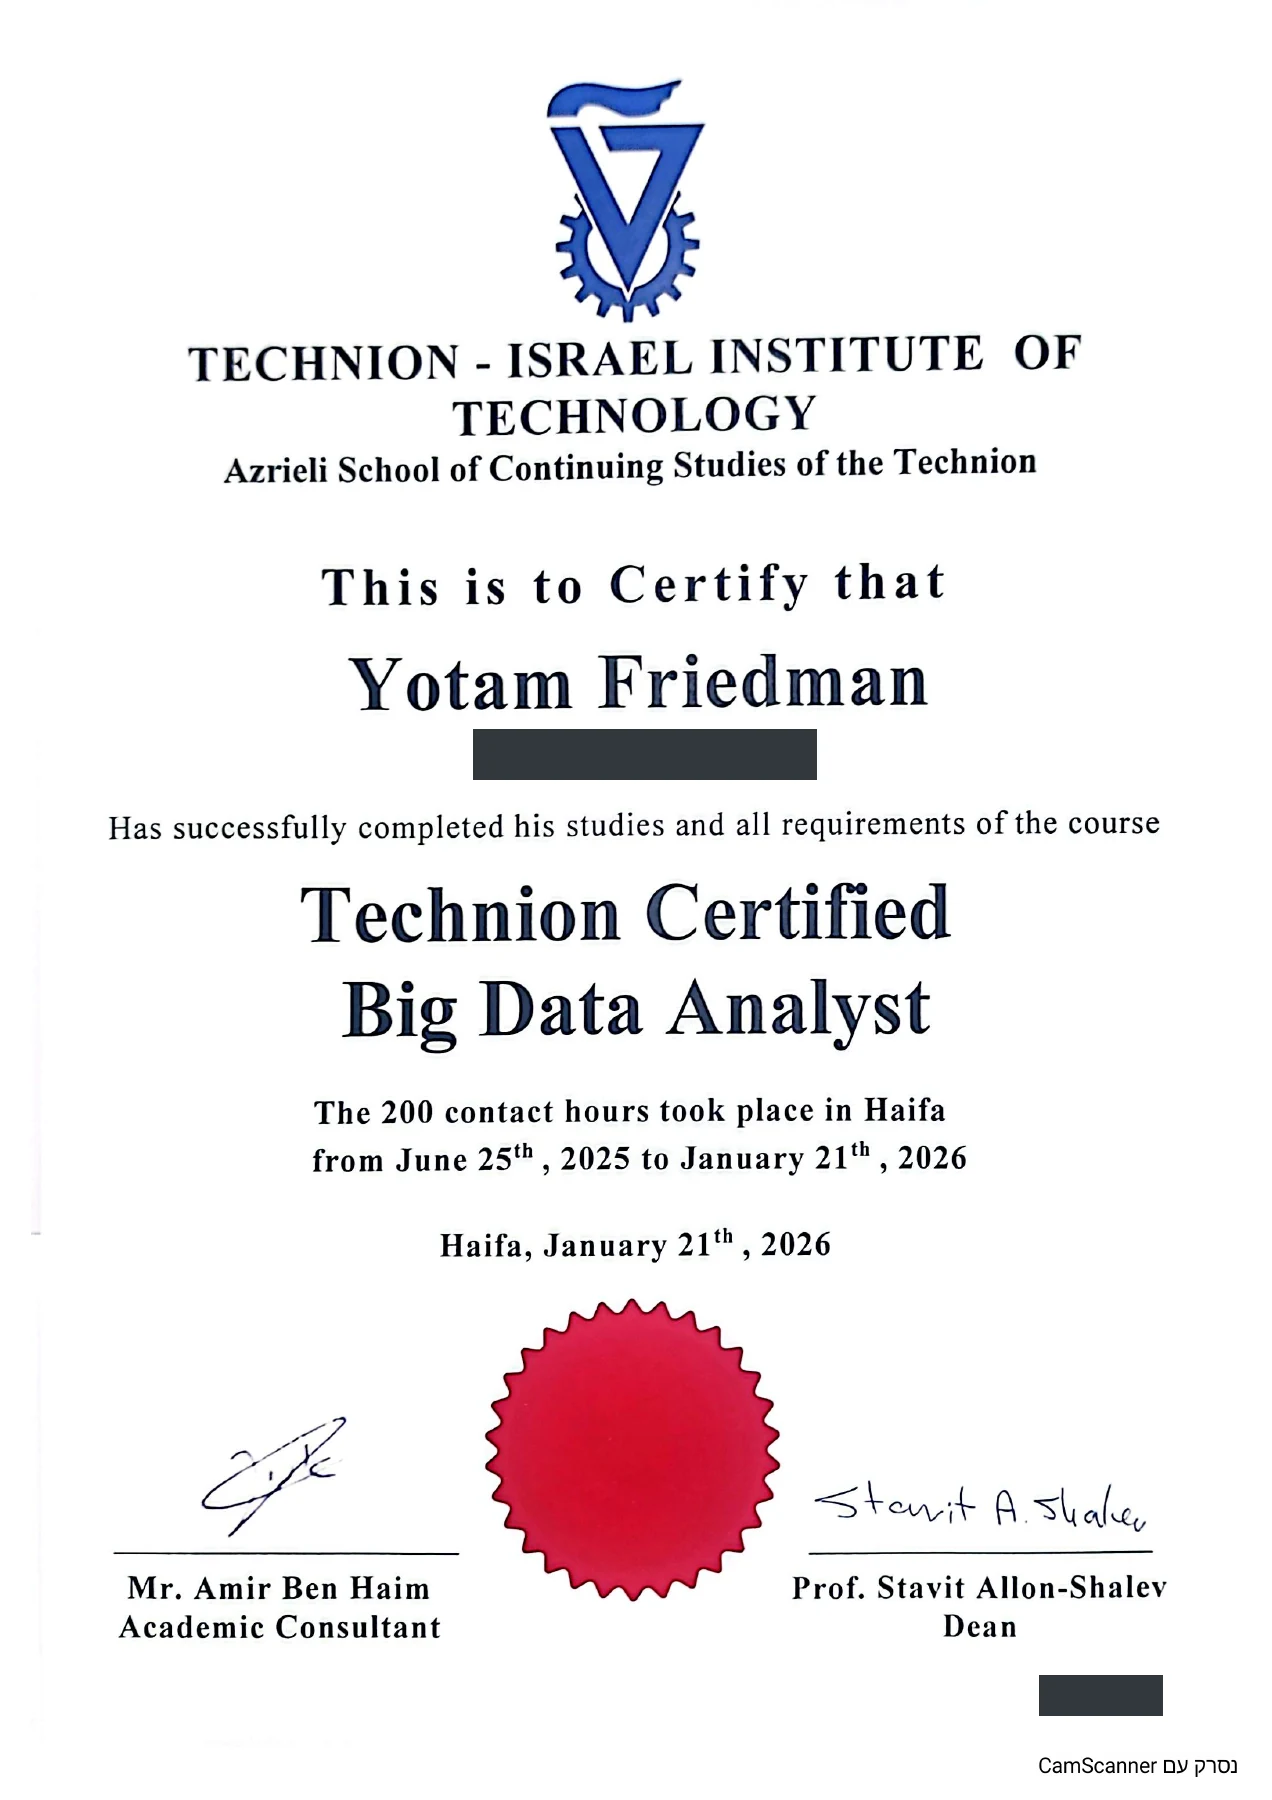 TECHNION - ISRAEL INSTITUTE OF
TECHNOLOGY
Azrieli School of Continuing Studies of the Technion
This is to Certify that
Yotam Friedman
Has successfully completed his studies and all requirements of the course
Technion Certified
Big Data Analyst
The 200 contact hours took place in Haifa
from June 25th , 2025 to January 21th , 2026
Haifa, January 21th , 2026
Stavit A. Shalev
Mr. Amir Ben Haim
Academic Consultant
Prof. Stavit Allon-Shalev
Dean
נסרק עם CamScanner